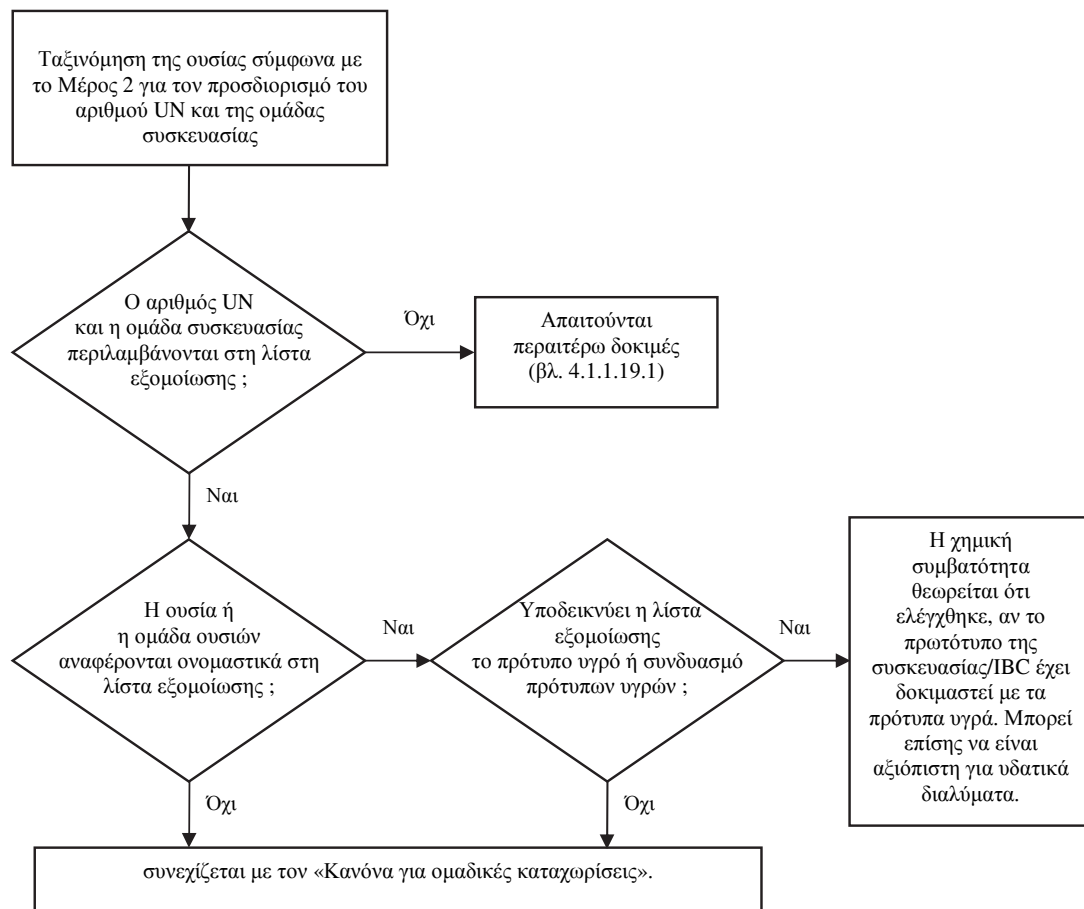 Ταξινόμηση της ουσίας σύμφωνα με
το Μέρος 2 για τον προσδιορισμό του
αριθμού UN και της ομάδας
συσκευασίας
Ο αριθμός UN
και η ομάδα συσκευασίας
περιλαμβάνονται στη λίστα
εξομοίωσης ;
Όχι
Απαιτούνται
περαιτέρω δοκιμές
(βλ. 4.1.1.19.1)
Ναι
Η ουσία ή
η ομάδα ουσιών
αναφέρονται ονομαστικά στη
λίστα εξομοίωσης ;
Ναι
Υποδεικνύει η λίστα
εξομοίωσης
το πρότυπο υγρό ή συνδυασμό
πρότυπων υγρών ;
Ναι
Η χημική
συμβατότητα
θεωρείται ότι
ελέγχθηκε, αν το
πρωτότυπο της
συσκευασίας/IBC έχει
δοκιμαστεί με τα
πρότυπα υγρά. Μπορεί
επίσης να είναι
αξιόπιστη για υδατικά
διαλύματα.
Όχι
Όχι
συνεχίζεται με τον «Κανόνα για ομαδικές καταχωρίσεις».